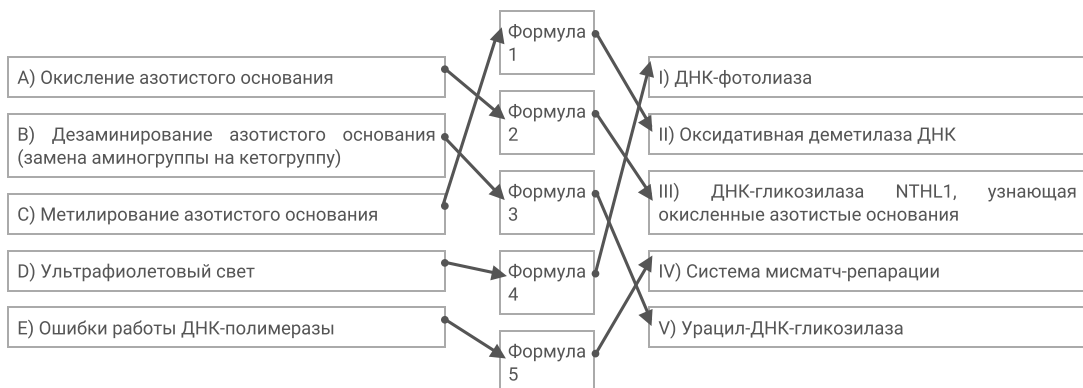 A) Окисление азотистого основания
B) Дезаминирование азотистого основания
(замена аминогруппы на кетогруппу)
C) Метилирование азотистого основания
D) Ультрафиолетовый свет
E) Ошибки работы ДНК-полимеразы
Формула
1
Формула
2
Формула
3
Формула
4
Формула
5
I) ДНК-фотолиаза
II) Оксидативная деметилаза ДНК
III) ДНК-гликозилаза NTHL1, узнающая
окисленные азотистые основания
IV) Система мисматч-репарации
V) Урацил-ДНК-гликозилаза